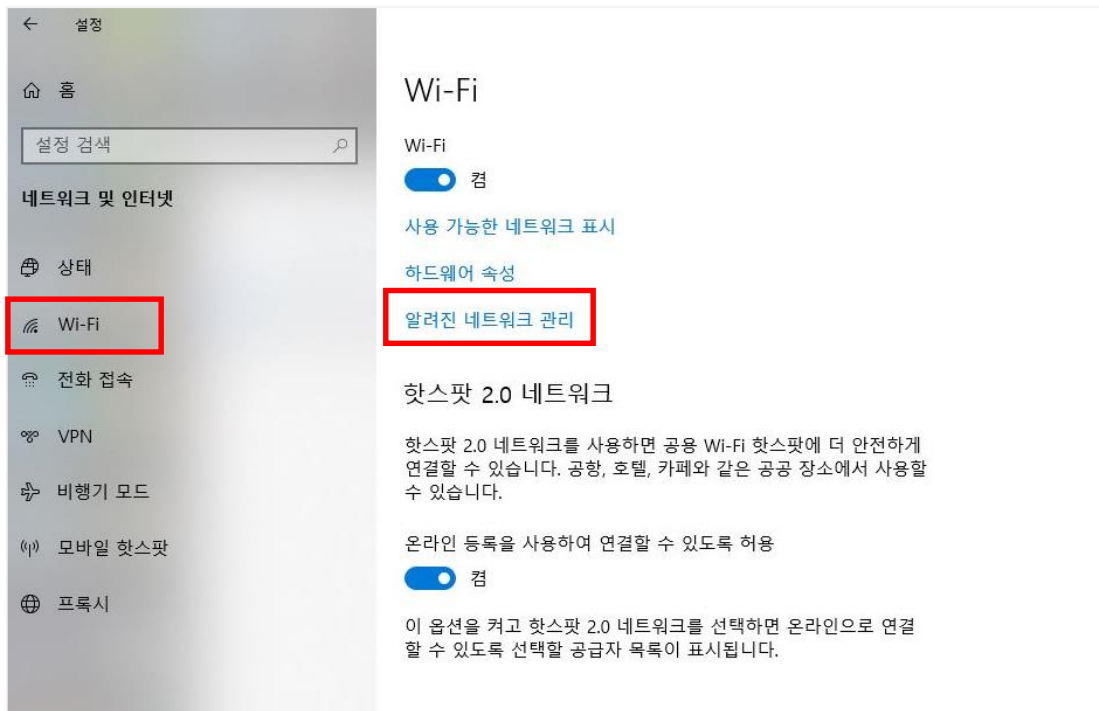 설정
홈
설정 검색
네트워크 및 인터넷
상태
Wi-Fi
전화 접속
VPN
비행기 모드
모바일 핫스팟
프록시
Wi-Fi
Wi-Fi
켬
사용 가능한 네트워크 표시
하드웨어 속성
알려진 네트워크 관리
핫스팟 2.0 네트워크
핫스팟 2.0 네트워크를 사용하면 공용 Wi-Fi 핫스팟에 더 안전하게
연결할 수 있습니다. 공항, 호텔, 카페와 같은 공공 장소에서 사용할
수 있습니다.
온라인 등록을 사용하여 연결할 수 있도록 허용
켬
이 옵션을 켜고 핫스팟 2.0 네트워크를 선택하면 온라인으로 연결
할 수 있도록 선택할 공급자 목록이 표시됩니다.